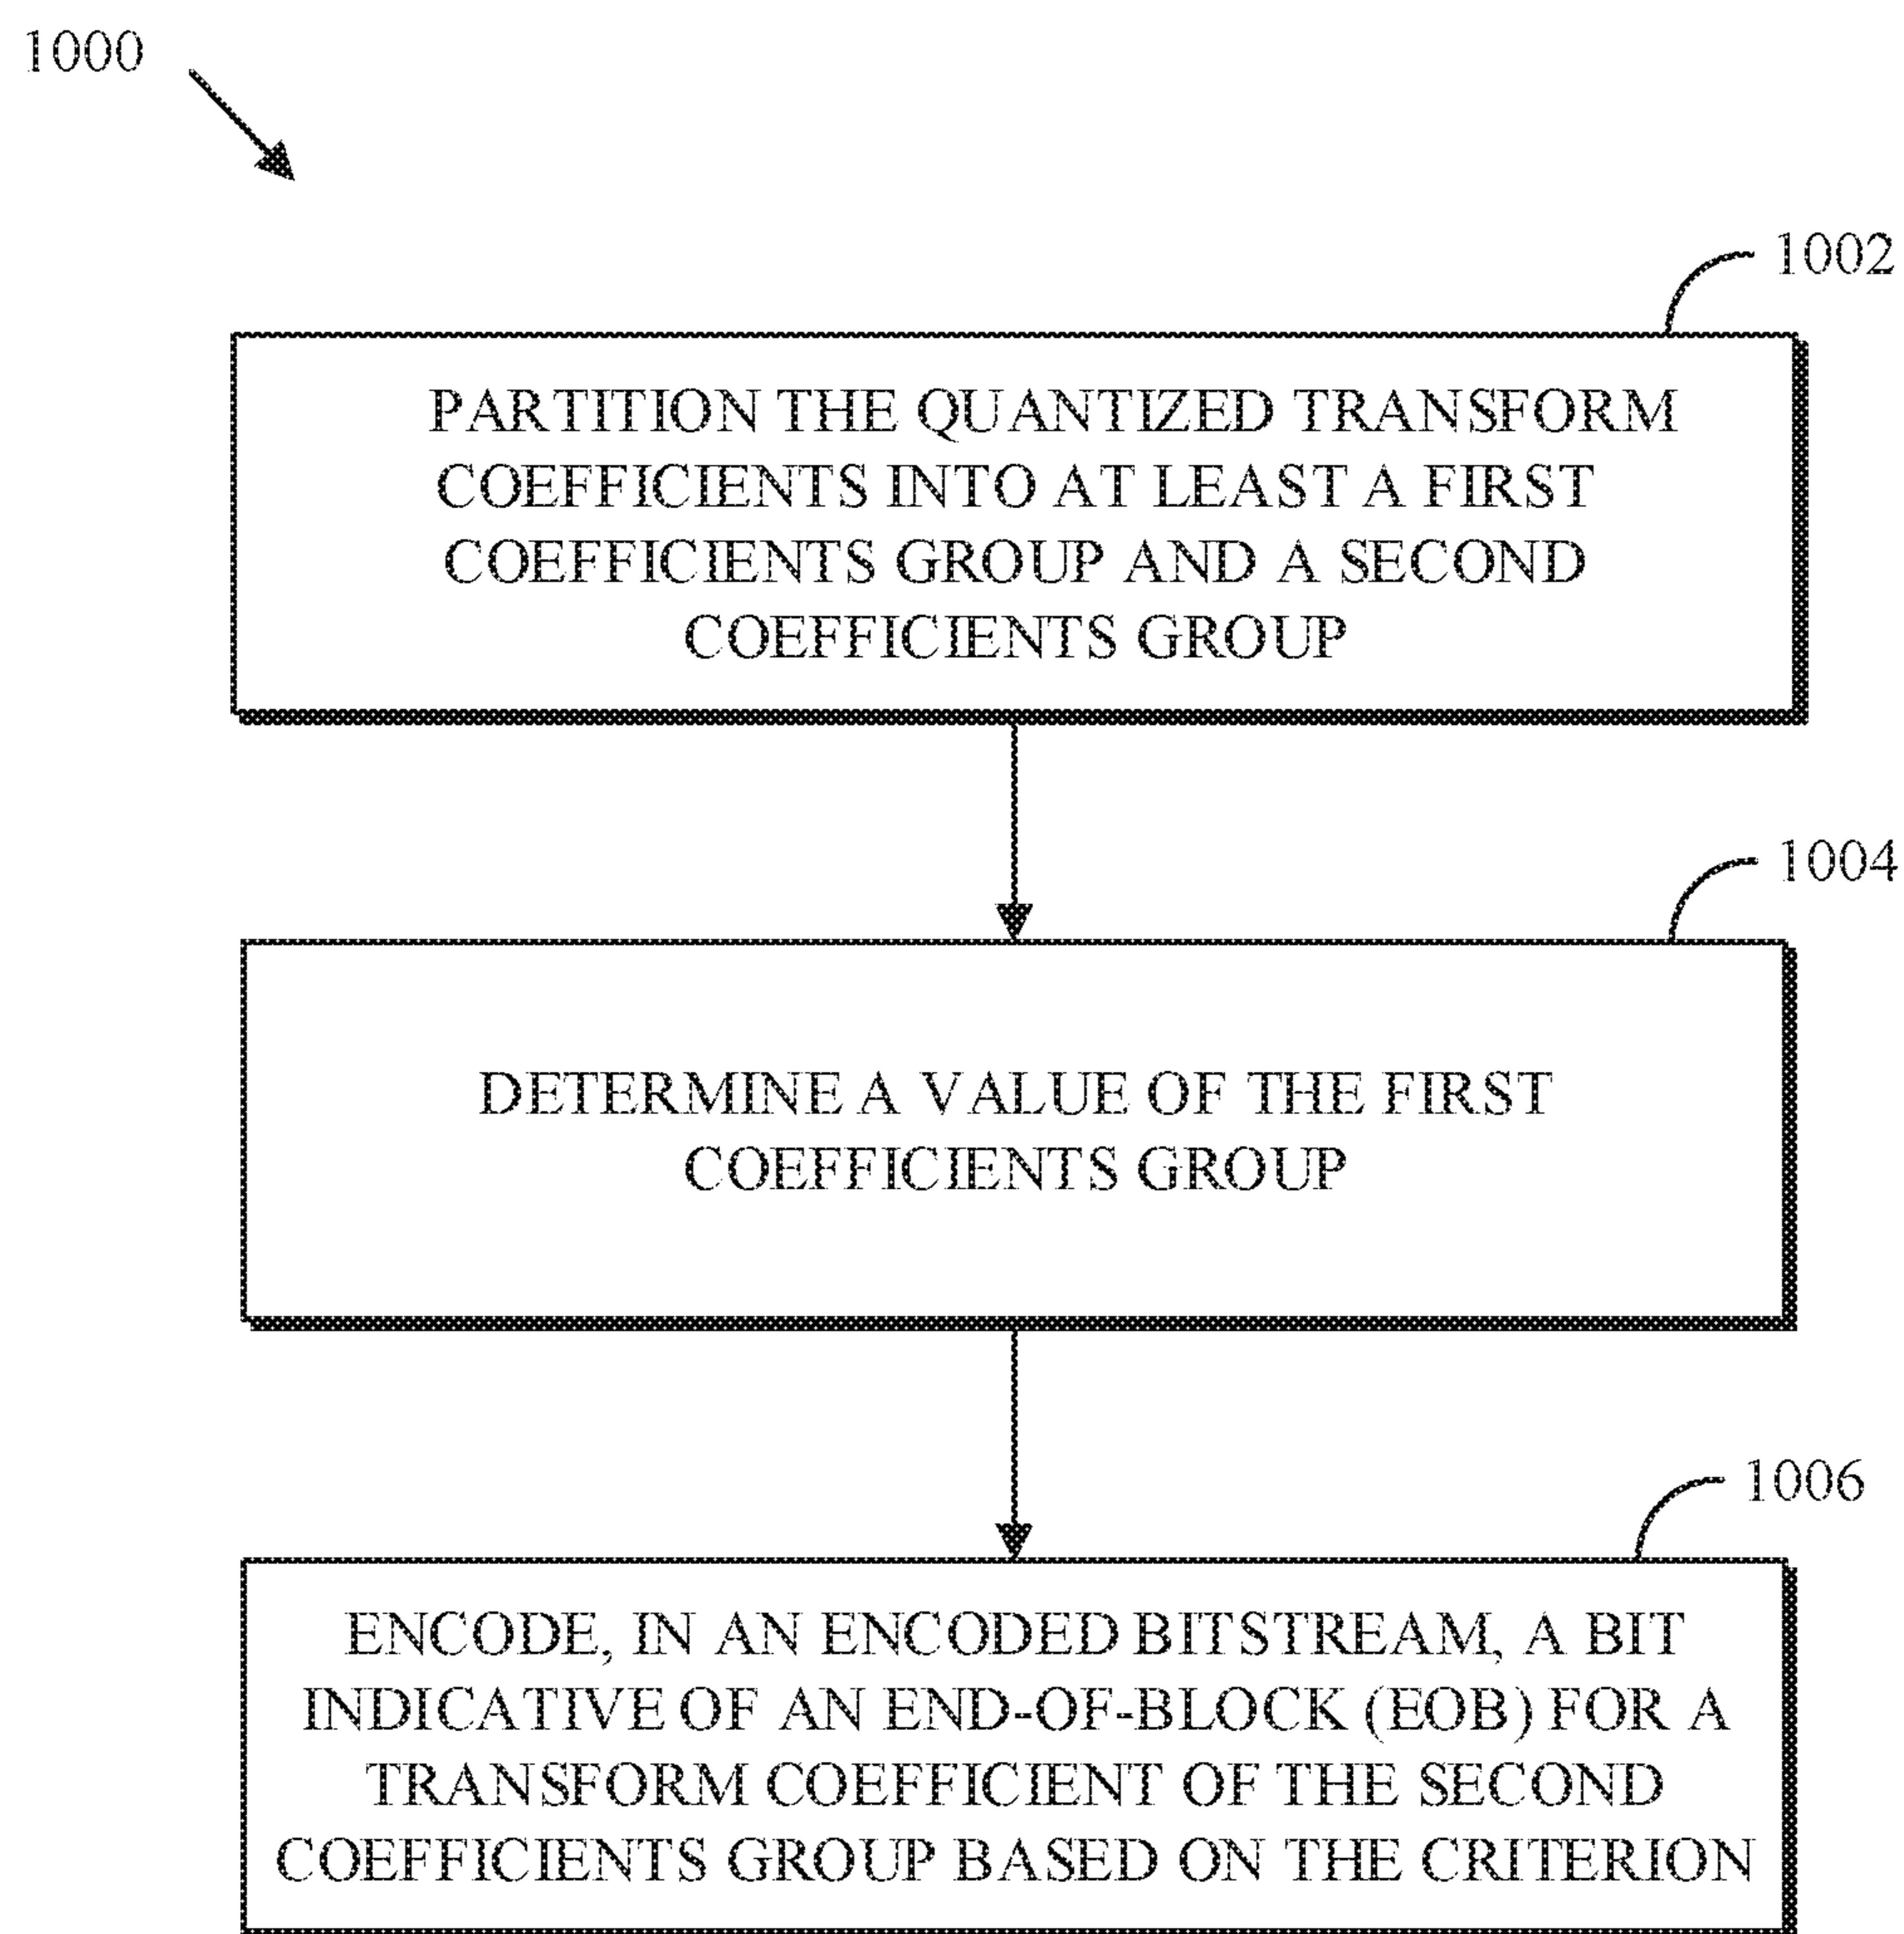 1000
1002
PARTITION THE QUANTIZED TRANSFORM
COEFFICIENTS INTO AT LEAST A FIRST
COEFFICIENTS GROUP AND A SECOND
COEFFICIENTS GROUP
1004
DETERMINE A VALUE OF THE FIRST
COEFFICIENTS GROUP
1006
ENCODE, IN AN ENCODED BITSTREAM, A BIT
INDICATIVE OF AN END-OF-BLOCK (EOB) FOR A
TRANSFORM COEFFICIENT OF THE SECOND
COEFFICIENTS GROUP BASED ON THE CRITERION